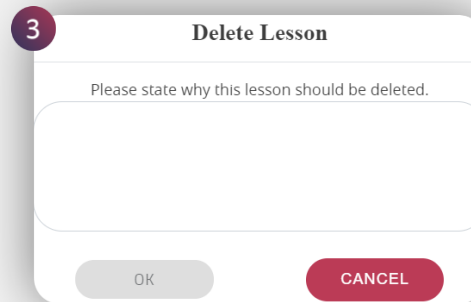 3
Delete Lesson
Please state why this lesson should be deleted.
OK
CANCEL